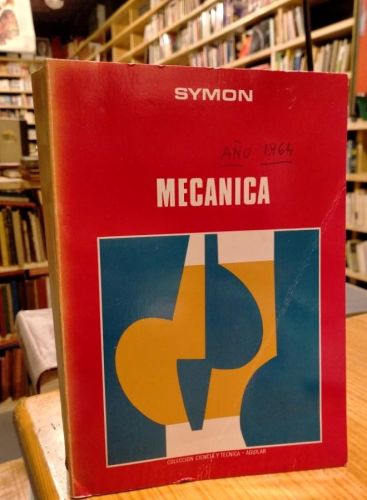 SYMON
AÑO 1964
MECANICA
COLECCION CIENCIA Y TECNICA - AGUILAR